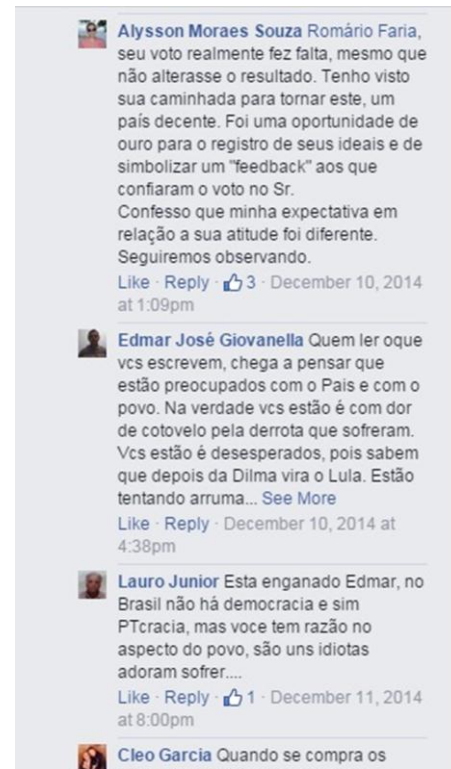 Alysson Moraes Souza Romário Faria,
seu voto realmente fez falta, mesmo que
não alterasse o resultado. Tenho visto
sua caminhada para tornar este, um
país decente. Foi uma oportunidade de
ouro para o registro de seus ideais e de
simbolizar um "feedback" aos que
confiaram o voto no Sr.
Confesso que minha expectativa em
relação a sua atitude foi diferente.
Seguiremos observando.
Like · Reply · 3 · December 10, 2014
at 1:09pm
Edmar José Giovanella Quem ler oque
vcs escrevem, chega a pensar que
estão preocupados com o Pais e com o
povo. Na verdade vcs estão é com dor
de cotovelo pela derrota que sofreram.
Vcs estão é desesperados, pois sabem
que depois da Dilma vira o Lula. Estão
tentando arruma... See More
Like · Reply · December 10, 2014 at
4:38pm
Lauro Junior Esta enganado Edmar, no
Brasil não há democracia e sim
PTcracia, mas voce tem razão no
aspecto do povo, são uns idiotas
adoram sofrer....
Like · Reply · 1 · December 11, 2014
at 8:00pm
Cleo Garcia Quando se compra os